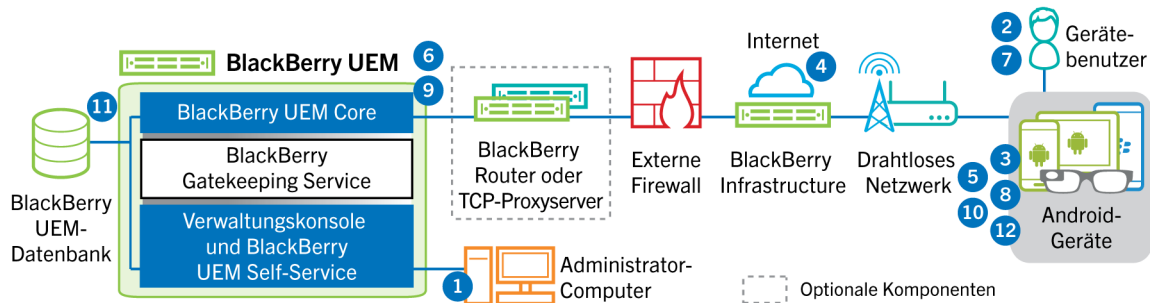 BlackBerry UEM
6
9
11
BlackBerry UEM Core
BlackBerry
Gatekeeping Service
Verwaltungskonsole
und BlackBerry
UEM Self-Service
BlackBerry
UEM-
Datenbank
1
Administrator-
Computer
BlackBerry
Router oder
TCP-Proxyserver
Externe
Firewall
Internet
4
BlackBerry
Infrastructure
Drahtloses
Netzwerk
2
7
Geräte-
benutzer
3
5
8
10
12
Android-
Geräte
Optionale Komponenten